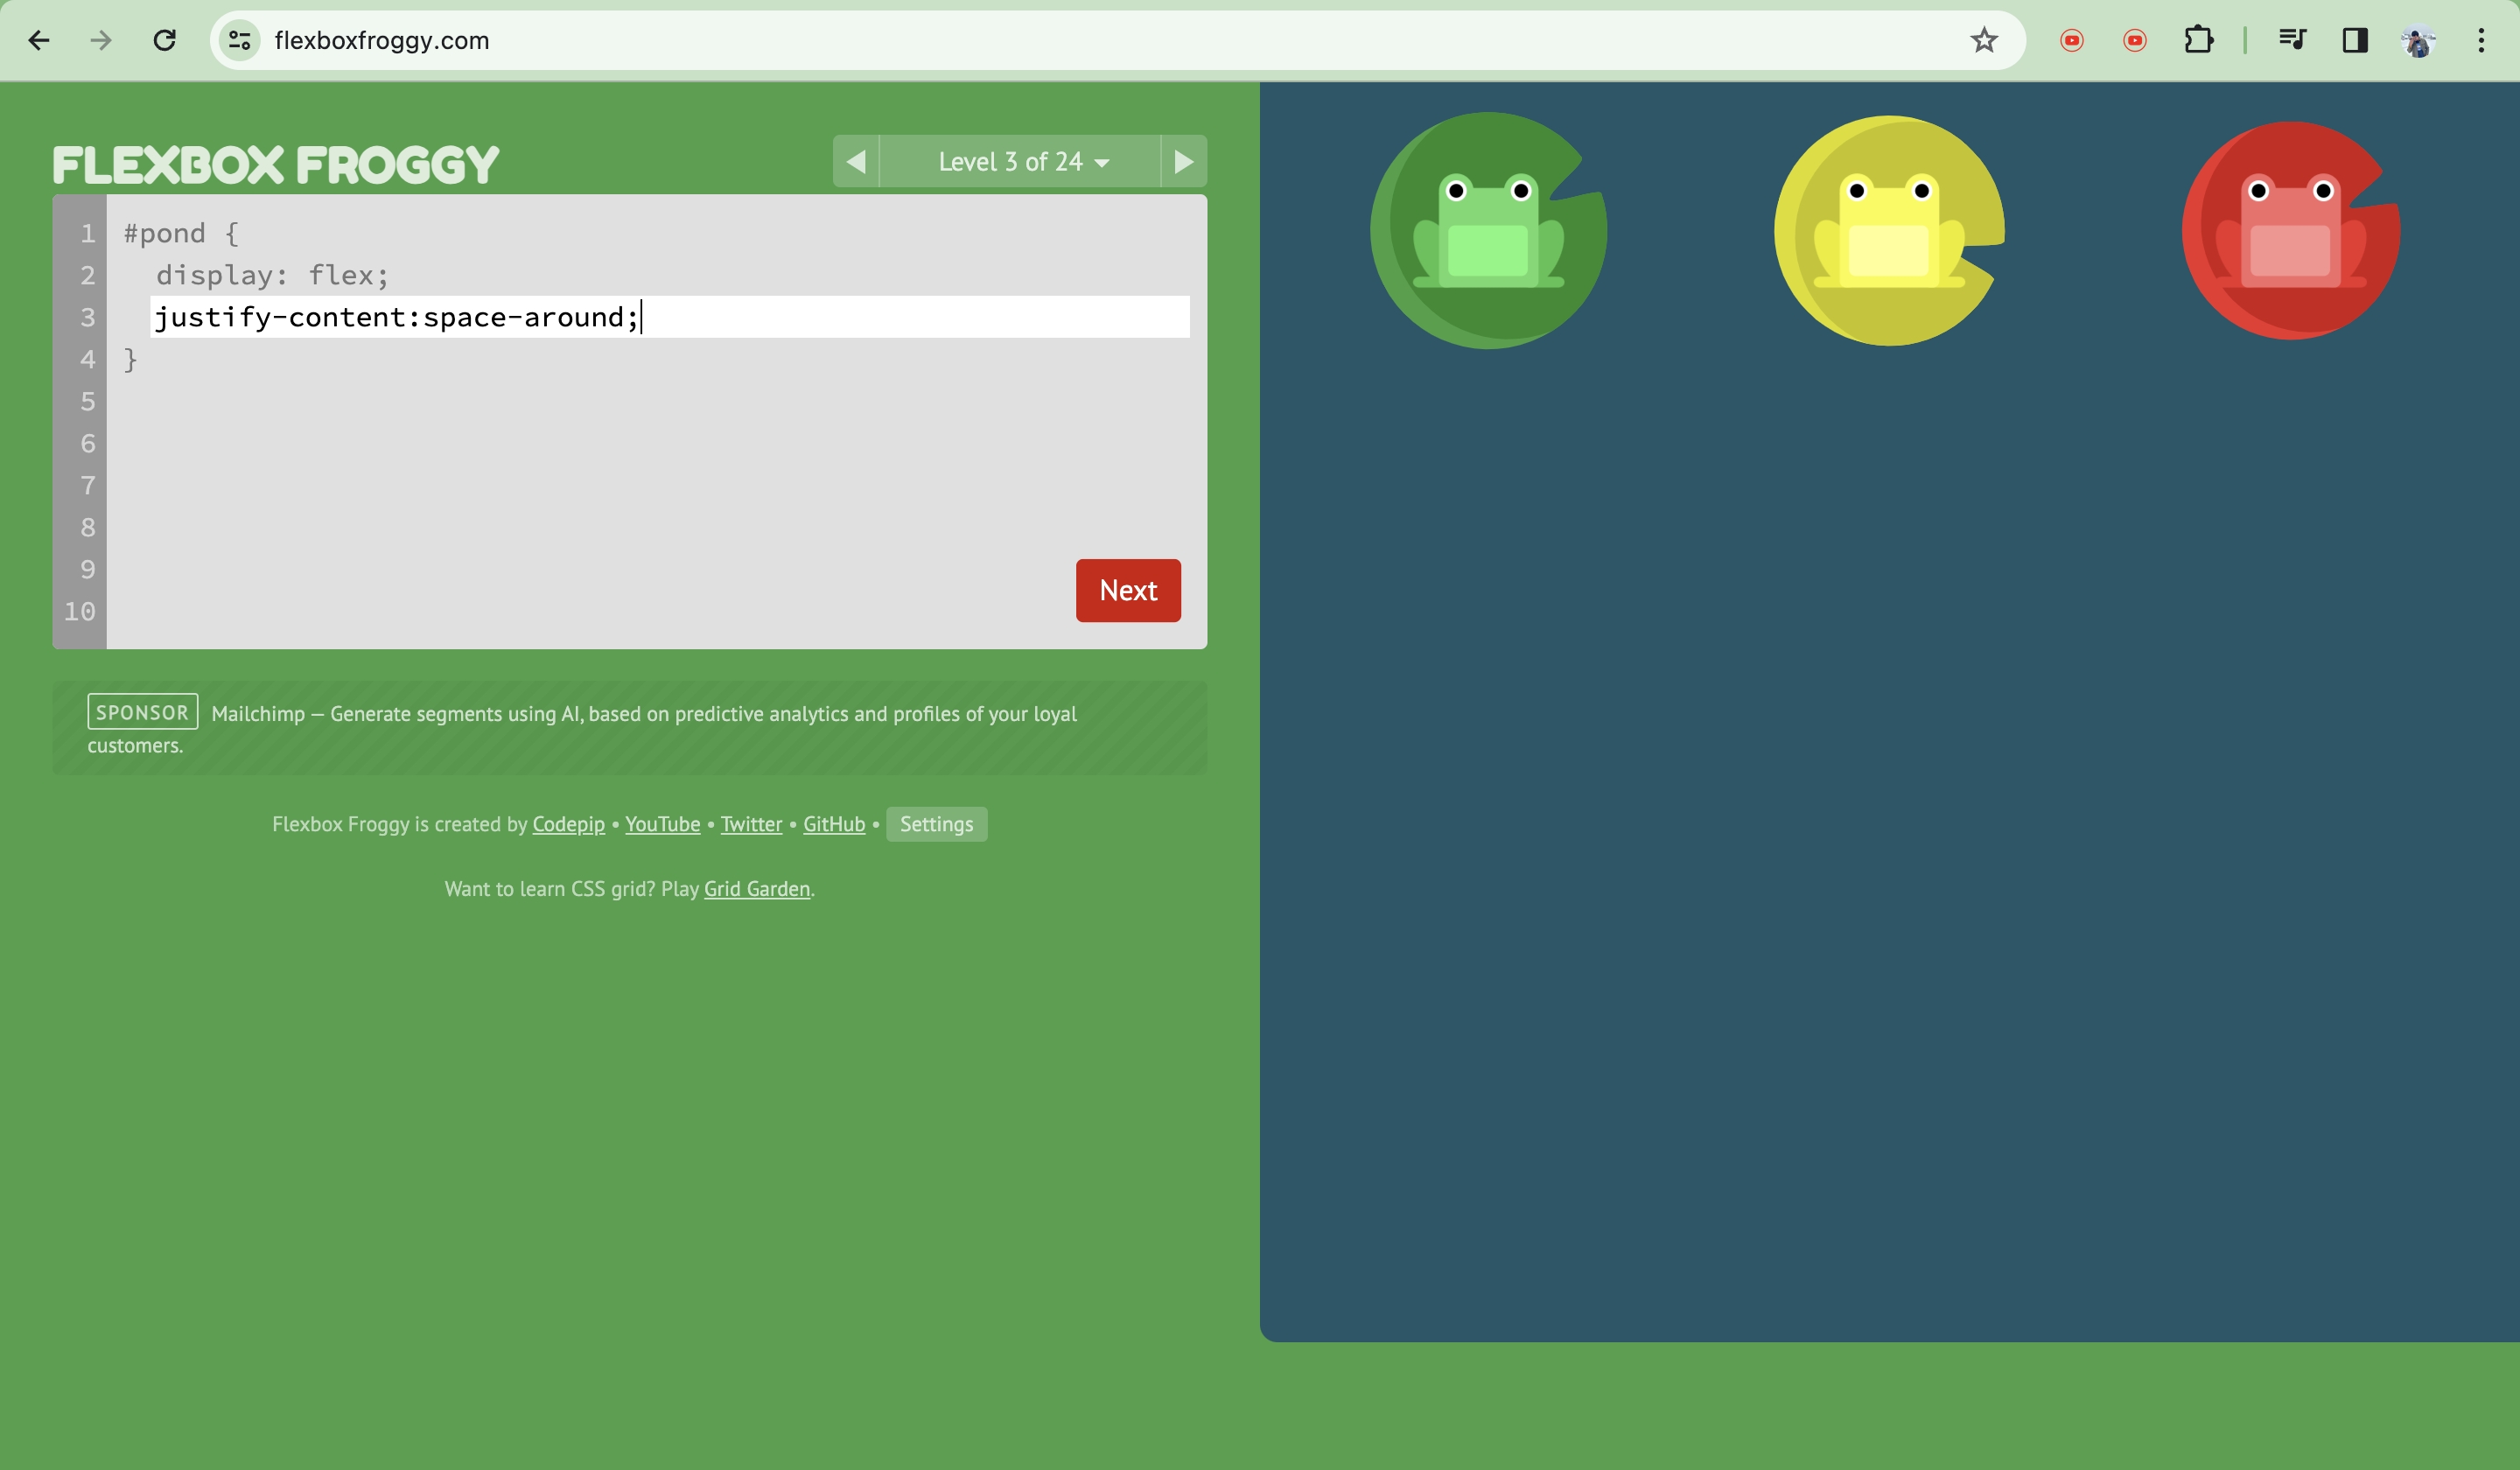 flexboxfroggy.com
FLEXBOX FROGGY
Level 3 of 24
1 #pond {
2 display: flex;
3 justify-content:space-around;
4 }
5
6
7
8
9
10
Next
SPONSOR Mailchimp — Generate segments using AI, based on predictive analytics and profiles of your loyal
customers.
Flexbox Froggy is created by Codepip • YouTube • Twitter • GitHub • Settings
Want to learn CSS grid? Play Grid Garden.